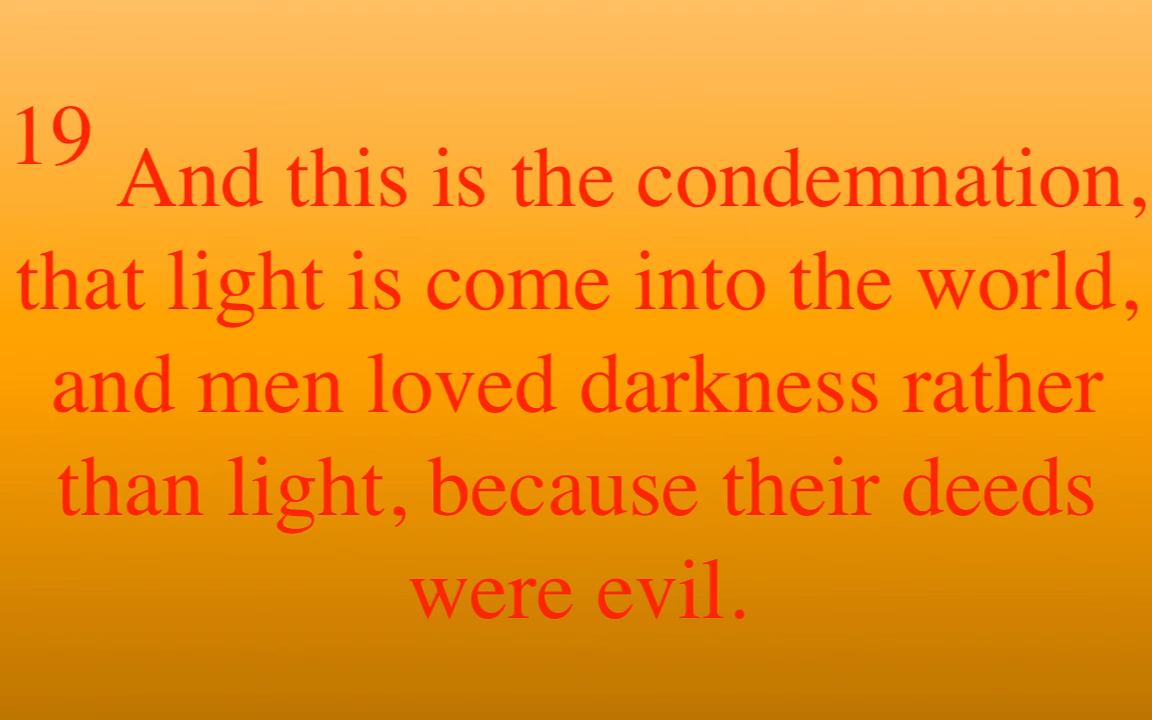 19 And this is the condemnation,
that light is come into the world,
and men loved darkness rather
than light, because their deeds
were evil.